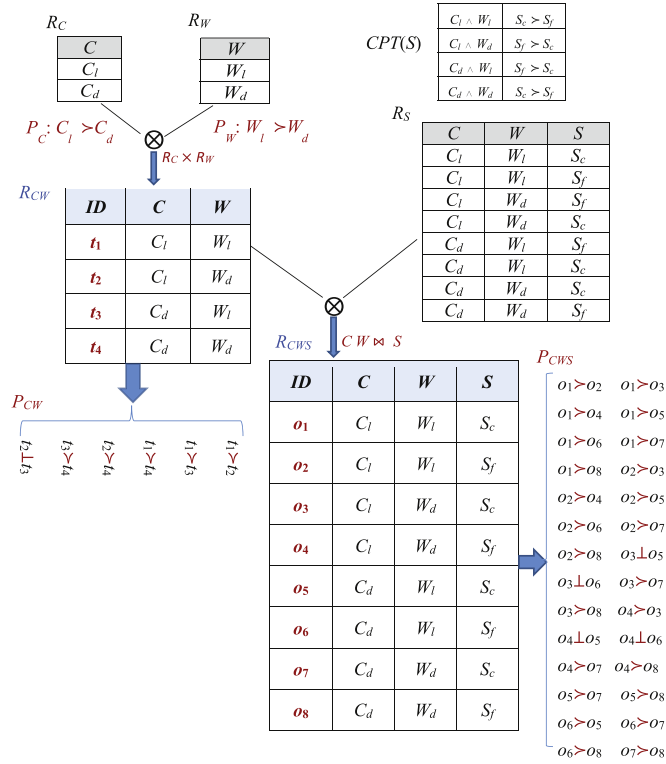 R_C
R_W
C
C_l
C_d
W
W_l
W_d
CPT(S)
C_l ∧ W_l S_c ≻ S_f
C_l ∧ W_d S_f ≻ S_c
C_d ∧ W_l S_f ≻ S_c
C_d ∧ W_d S_c ≻ S_f
P_C: C_l ≻ C_d
P_W: W_l ≻ W_d
⊗
R_C × R_W
R_S
C W S
C_l W_l S_c
C_l W_l S_f
C_l W_d S_f
C_l W_d S_c
C_d W_l S_f
C_d W_l S_c
C_d W_d S_c
C_d W_d S_f
R_CW
ID C W
t1 C_l W_l
t2 C_l W_d
t3 C_d W_l
t4 C_d W_d
⊗
R_CWS
C W ⋈ S
P_CW
t2⊥t3
t3≻t4
t2≻t4
t1≻t4
t1≻t3
t1≻t2
ID C W S
o1 C_l W_l S_c
o2 C_l W_l S_f
o3 C_l W_d S_c
o4 C_l W_d S_f
o5 C_d W_l S_c
o6 C_d W_l S_f
o7 C_d W_d S_c
o8 C_d W_d S_f
P_CWS
o1≻o2 o1≻o3
o1≻o4 o1≻o5
o1≻o6 o1≻o7
o1≻o8 o2≻o3
o2≻o4 o2≻o5
o2≻o6 o2≻o7
o2≻o8 o3⊥o5
o3⊥o6 o3≻o7
o3≻o8 o4≻o3
o4⊥o5 o4⊥o6
o4≻o7 o4≻o8
o5≻o7 o5≻o8
o6≻o5 o6≻o7
o6≻o8 o7≻o8